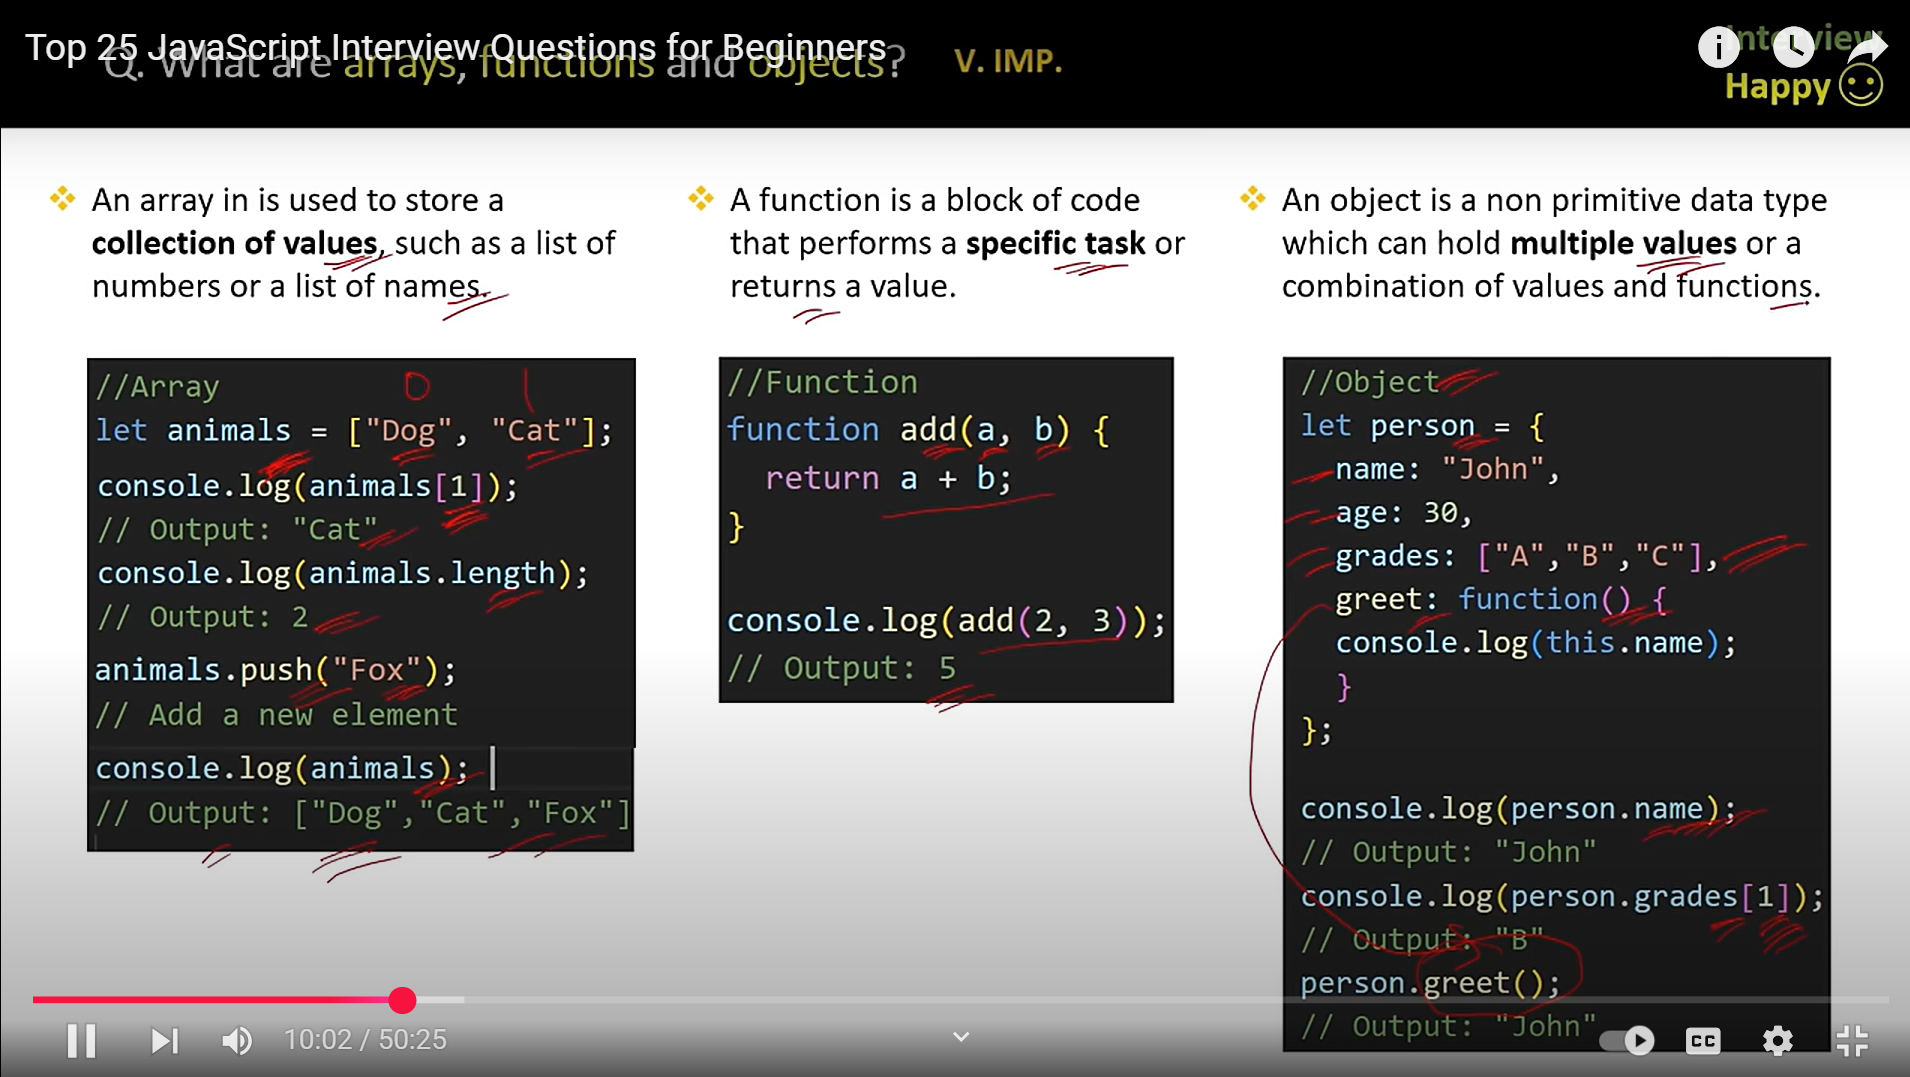 Top 25 JavaScript Interview Questions for Beginners
Q. What are arrays, functions and objects?
V. IMP.
Interview
Happy
An array in is used to store a
collection of values, such as a list of
numbers or a list of names.
//Array
0 1
let animals = ["Dog", "Cat"];
console.log(animals[1]);
// Output: "Cat"
console.log(animals.length);
// Output: 2
animals.push("Fox");
// Add a new element
console.log(animals);
// Output: ["Dog","Cat","Fox"]
A function is a block of code
that performs a specific task or
returns a value.
//Function
function add(a, b) {
return a + b;
}
console.log(add(2, 3));
// Output: 5
An object is a non primitive data type
which can hold multiple values or a
combination of values and functions.
//Object
let person = {
name: "John",
age: 30,
grades: ["A","B","C"],
greet: function() {
console.log(this.name);
}
};
console.log(person.name);
// Output: "John"
console.log(person.grades[1]);
// Output: "B"
person.greet();
// Output: "John"
10:02 / 50:25
CC